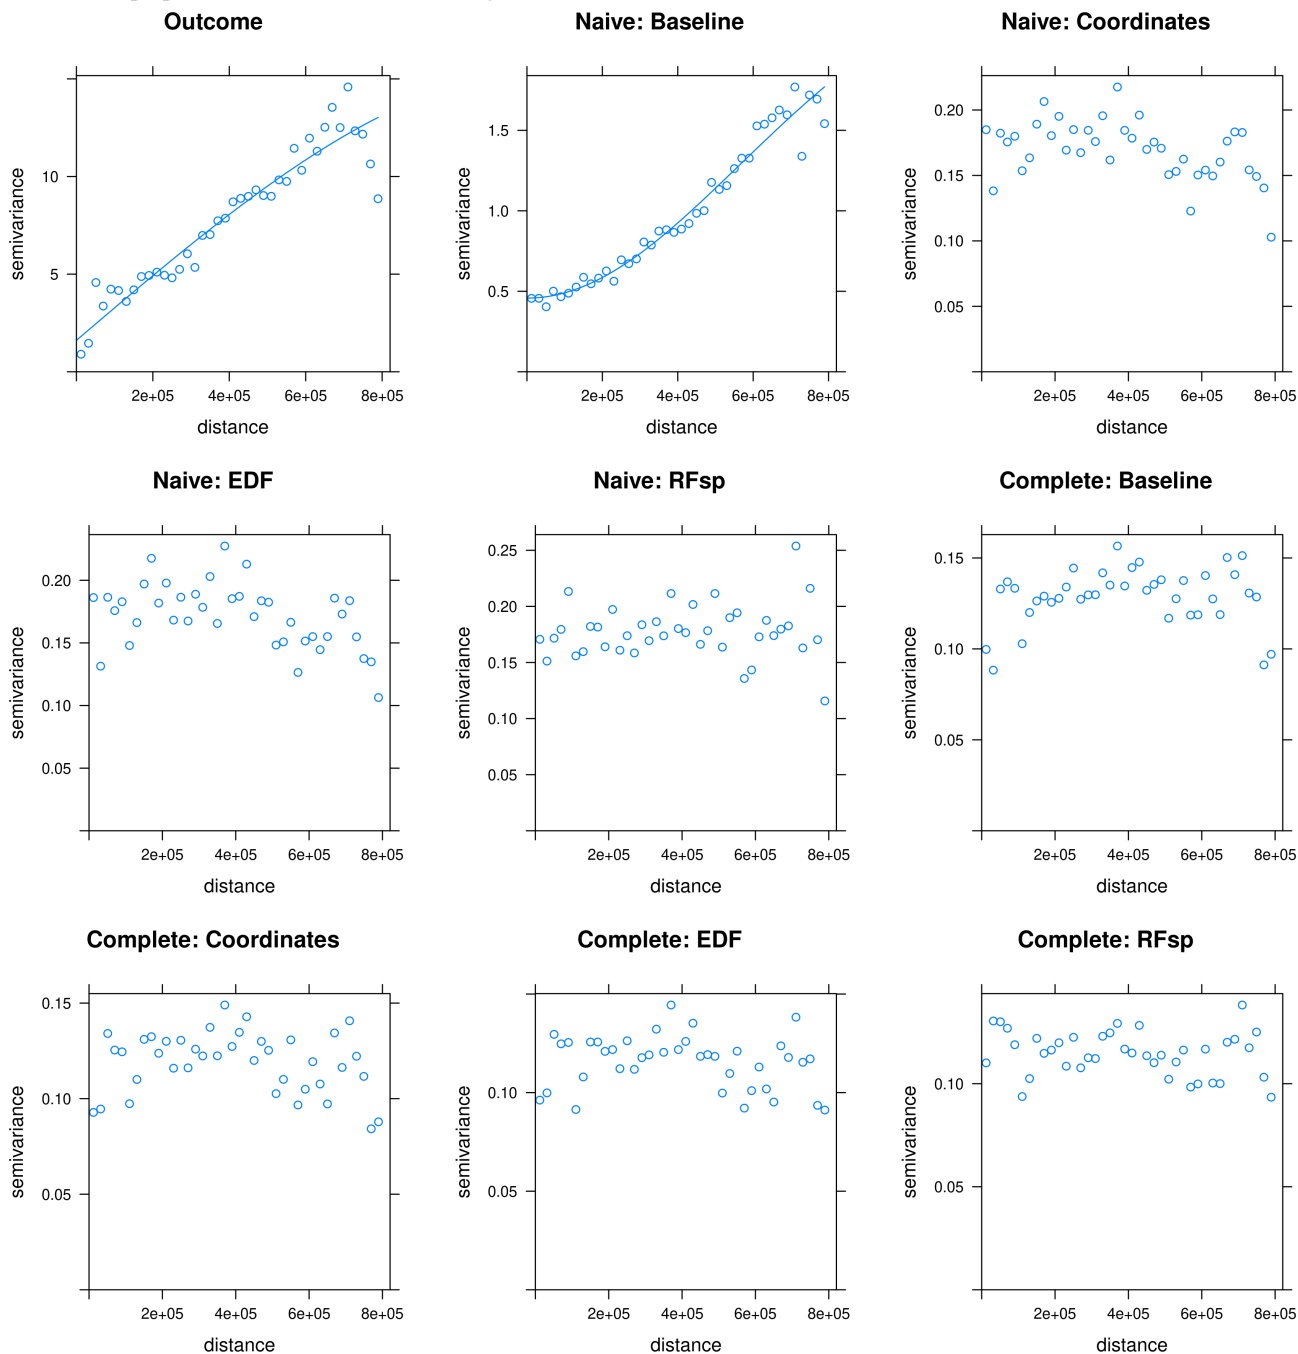 Outcome
Naive: Baseline
Naive: Coordinates
semivariance
10
5
2e+05 4e+05 6e+05 8e+05
distance
semivariance
1.5
1.0
0.5
2e+05 4e+05 6e+05 8e+05
distance
semivariance
0.20
0.15
0.10
0.05
2e+05 4e+05 6e+05 8e+05
distance
Naive: EDF
Naive: RFsp
Complete: Baseline
semivariance
0.20
0.15
0.10
0.05
2e+05 4e+05 6e+05 8e+05
distance
semivariance
0.25
0.20
0.15
0.10
0.05
2e+05 4e+05 6e+05 8e+05
distance
semivariance
0.15
0.10
0.05
2e+05 4e+05 6e+05 8e+05
distance
Complete: Coordinates
Complete: EDF
Complete: RFsp
semivariance
0.15
0.10
0.05
2e+05 4e+05 6e+05 8e+05
distance
semivariance
0.10
0.05
2e+05 4e+05 6e+05 8e+05
distance
semivariance
0.10
0.05
2e+05 4e+05 6e+05 8e+05
distance